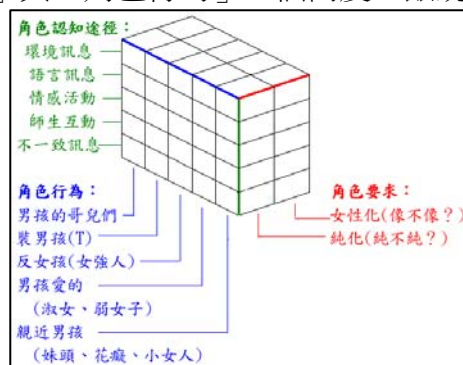 角色認知途徑：
環境訊息
語言訊息
情感活動
師生互動
不一致訊息
角色行為：
男孩的哥兒們
裝男孩(T)
反女孩(女強人)
男孩愛的
(淑女、弱女子)
親近男孩
(妹頭、花癡、小女人)
角色要求：
女性化(像不像？)
純化(純不純？)